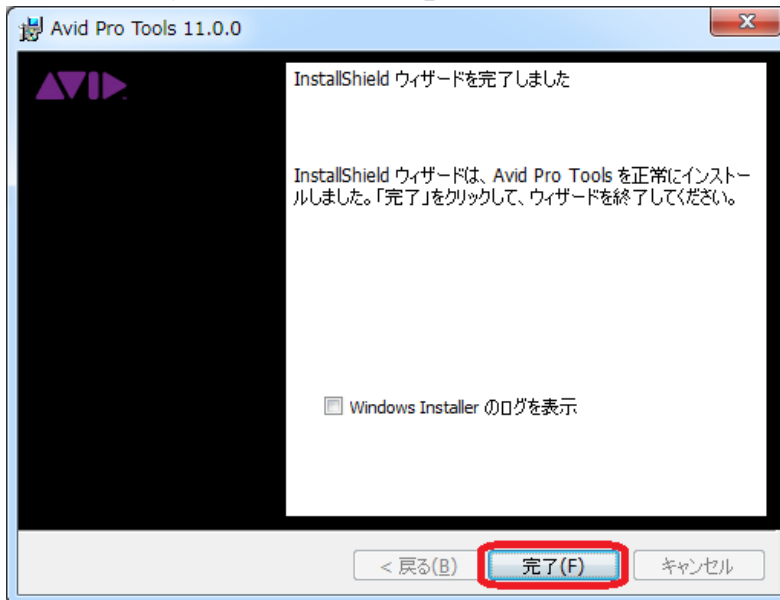 Avid Pro Tools 11.0.0
AVID
InstallShield ウィザードを完了しました
InstallShield ウィザードは、Avid Pro Tools を正常にインストー
ルしました。「完了」をクリックして、ウィザードを終了してください。
Windows Installer のログを表示
< 戻る(B)
完了(F)
キャンセル